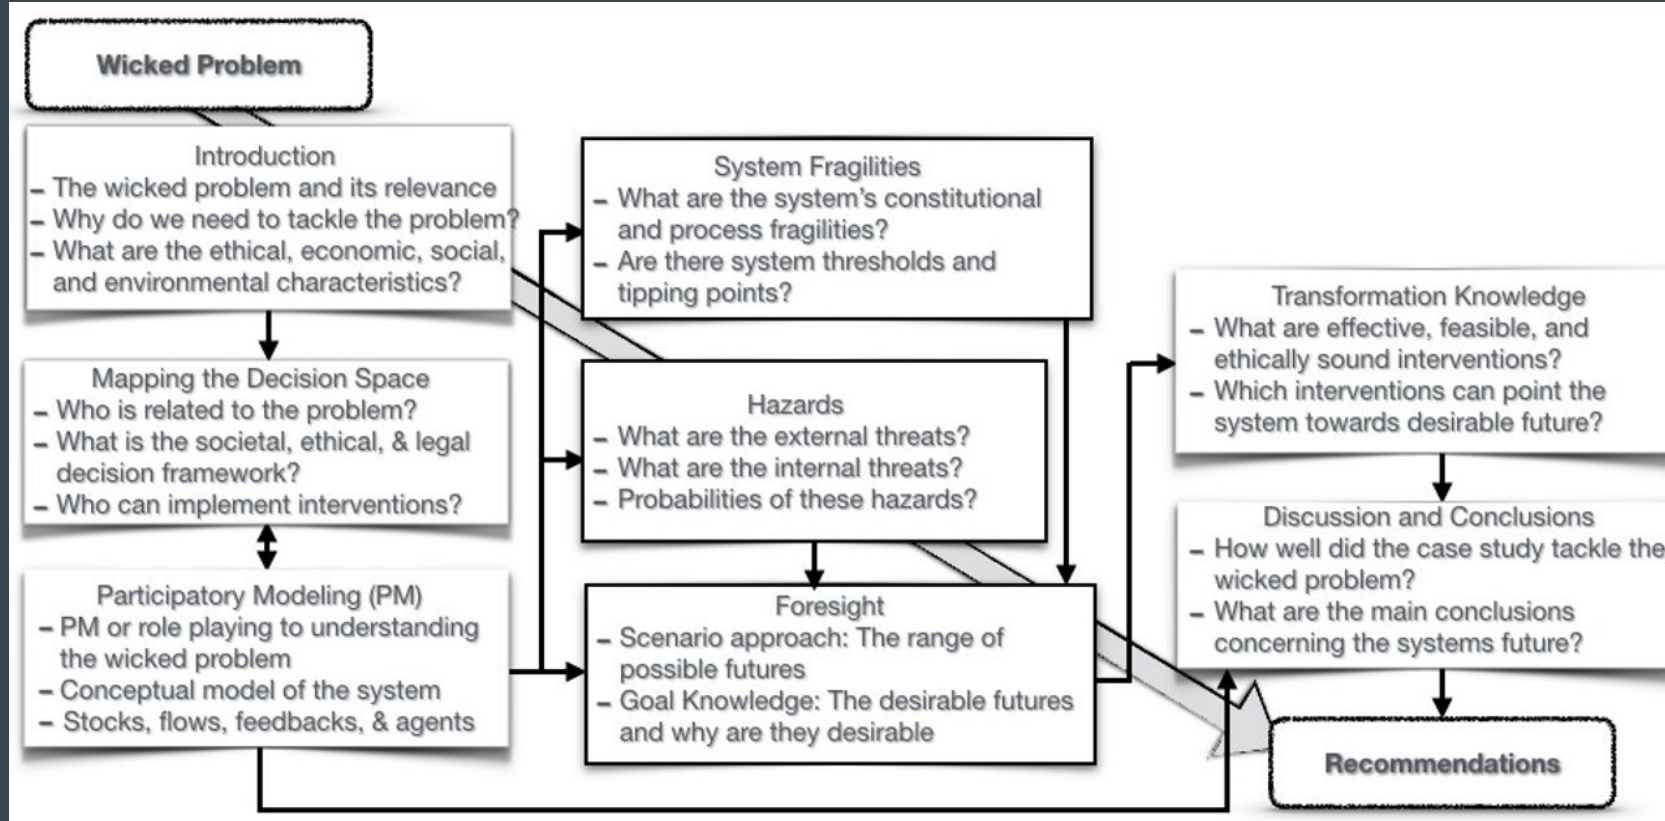 Wicked Problem
Introduction
– The wicked problem and its relevance
– Why do we need to tackle the problem?
– What are the ethical, economic, social,
and environmental characteristics?
Mapping the Decision Space
– Who is related to the problem?
– What is the societal, ethical, & legal
decision framework?
– Who can implement interventions?
Participatory Modeling (PM)
– PM or role playing to understanding
the wicked problem
– Conceptual model of the system
– Stocks, flows, feedbacks, & agents
System Fragilities
– What are the system's constitutional
and process fragilities?
– Are there system thresholds and
tipping points?
Hazards
– What are the external threats?
– What are the internal threats?
– Probabilities of these hazards?
Foresight
– Scenario approach: The range of
possible futures
– Goal Knowledge: The desirable futures
and why are they desirable
Transformation Knowledge
– What are effective, feasible, and
ethically sound interventions?
– Which interventions can point the
system towards desirable future?
Discussion and Conclusions
– How well did the case study tackle the
wicked problem?
– What are the main conclusions
concerning the systems future?
Recommendations